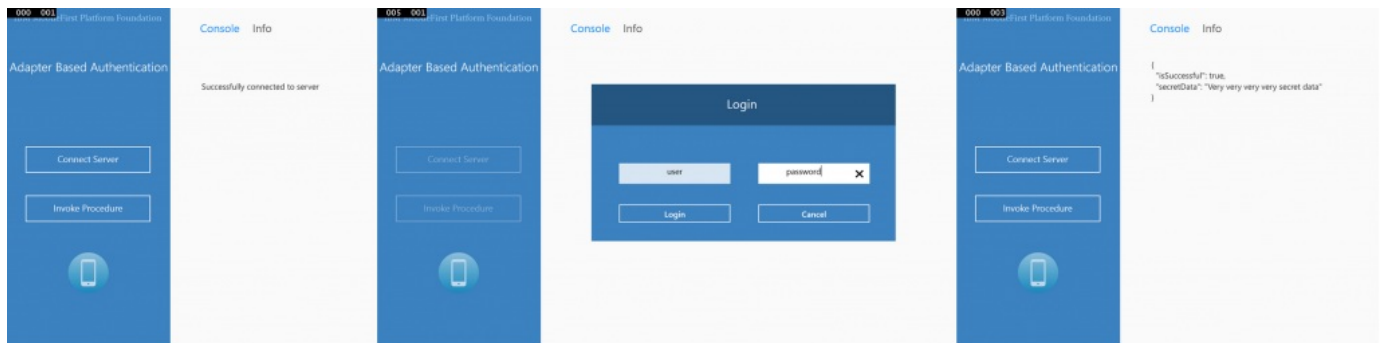 000 001
First Platform Foundation
Console Info
Adapter Based Authentication
Successfully connected to server
Connect Server
Invoke Procedure
005 001
First Platform Foundation
Console Info
Adapter Based Authentication
Login
Connect Server
user password
Invoke Procedure
Login Cancel
000 003
First Platform Foundation
Console Info
Adapter Based Authentication
{
"isSuccessful": true,
"secretData": "Very very very very secret data"
}
Connect Server
Invoke Procedure